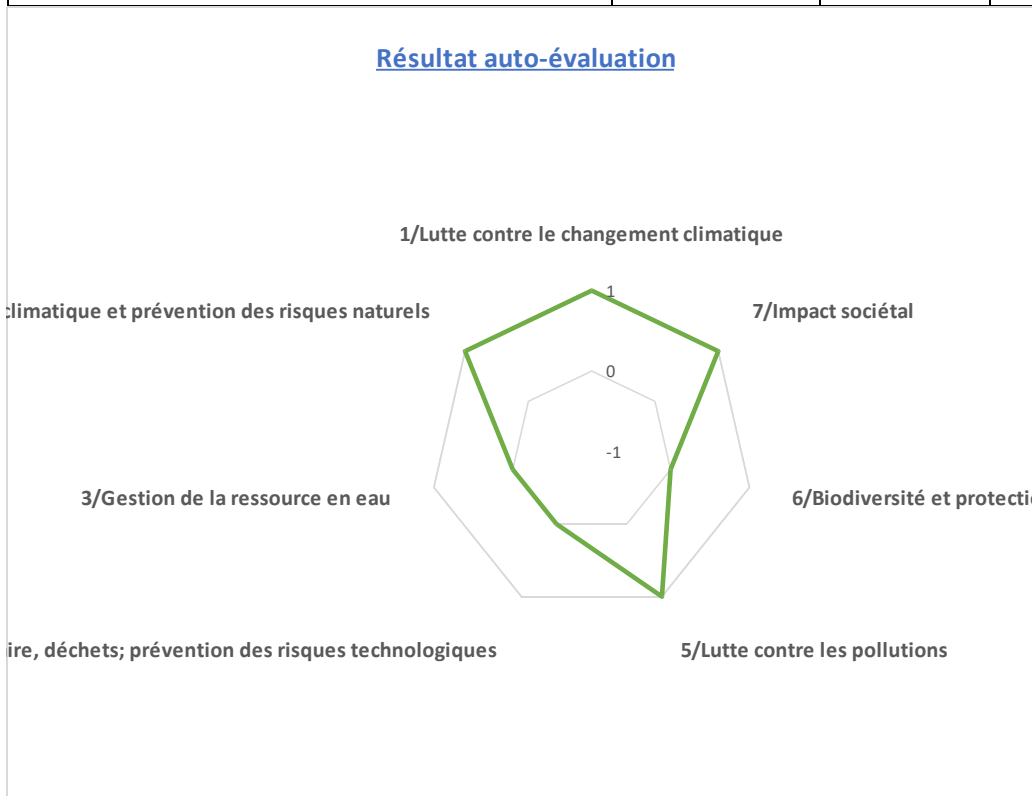 Résultat auto-évaluation
1/Lutte contre le changement climatique
1
climatique et prévention des risques naturels
7/Impact sociétal
0
-1
3/Gestion de la ressource en eau
6/Biodiversité et
ire, déchets; prévention des risques technologiques
5/Lutte contre les pollutions